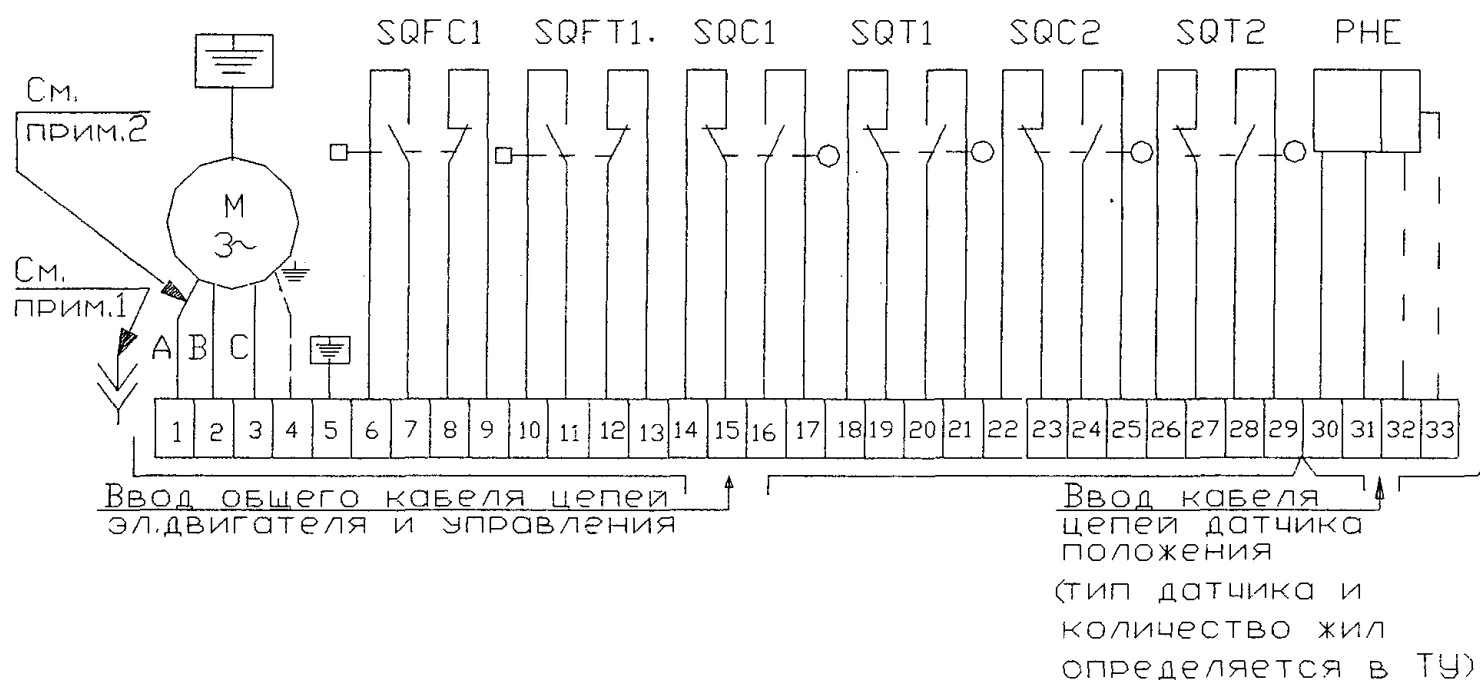 SQFC1 SQFT1. SQC1 SQT1 SQC2 SQT2 PHE
См.
прим.2
М
3~
См.
прим.1
А В С
1 2 3 4 5 6 7 8 9 10 11 12 13 14 15 16 17 18 19 20 21 22 23 24 25 26 27 28 29 30 31 32 33
Ввод общего кабеля цепей
эл.двигателя и управления
Ввод кабеля
цепей датчика
положения
(тип датчика и
количество жил
определяется в ТУ)